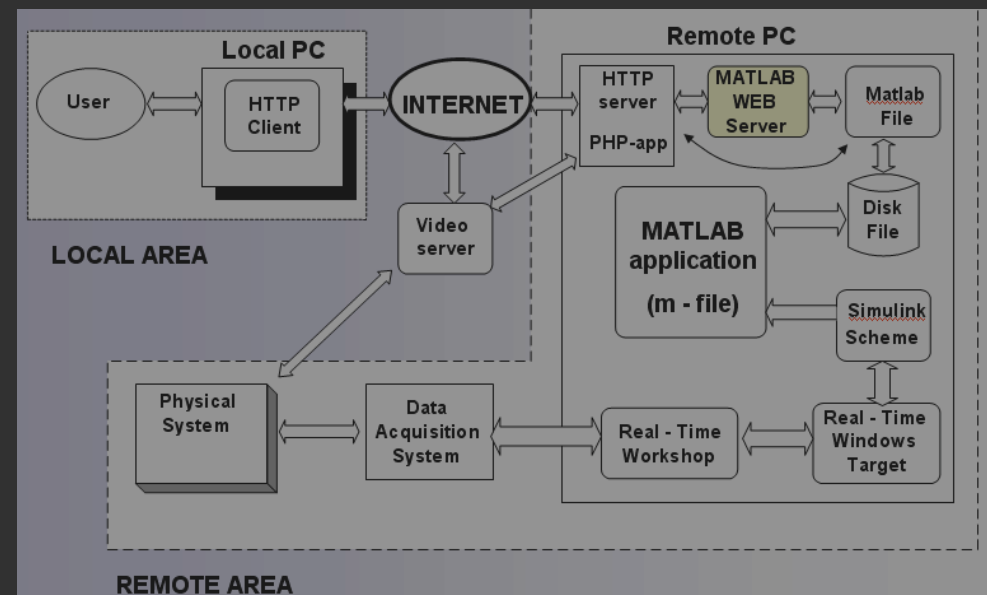 Remote PC
Local PC
User
HTTP
Client
INTERNET
HTTP
server
PHP-app
MATLAB
WEB
Server
Matlab
File
Video
server
Disk
File
LOCAL AREA
MATLAB
application
(m - file)
Simulink
Scheme
Physical
System
Data
Acquisition
System
Real - Time
Workshop
Real - Time
Windows
Target
REMOTE AREA